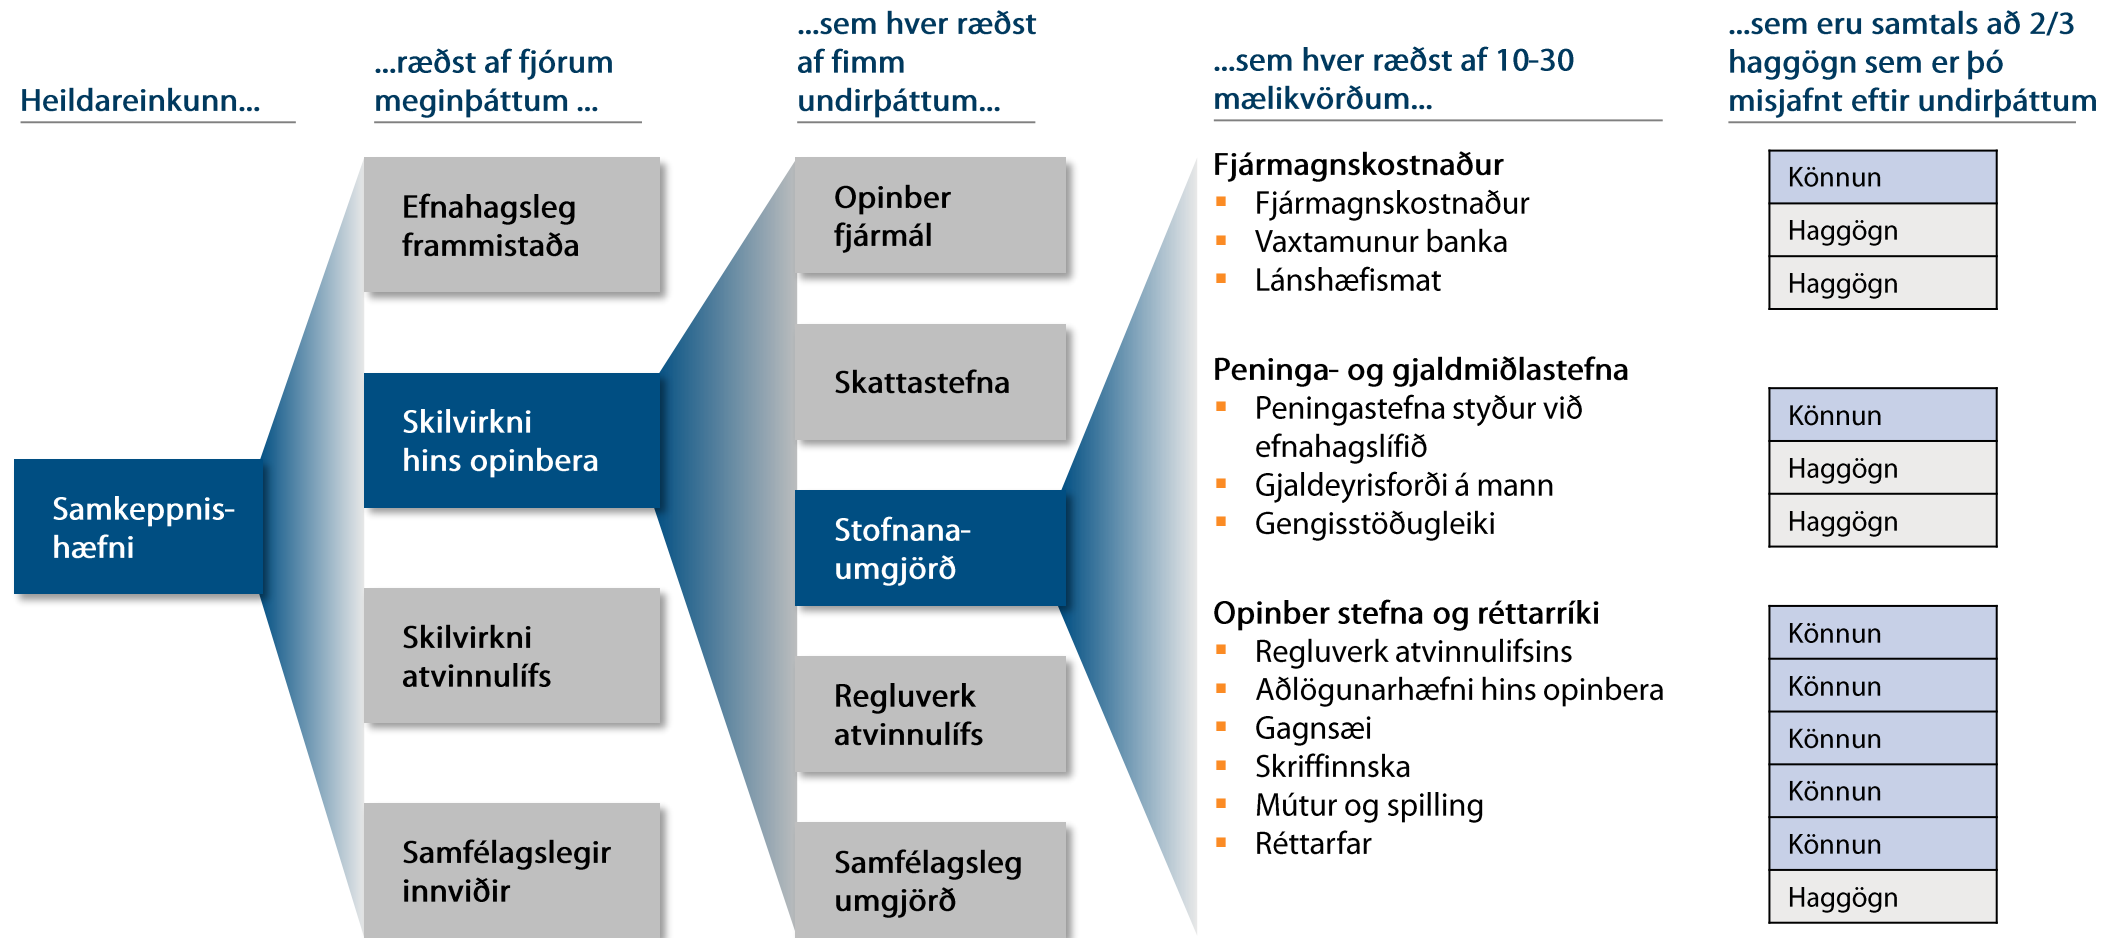 Heildareinkunn...
...ræðst af fjórum
meginþáttum ...
...sem hver ræðst
af fimm
undirþáttum...
...sem hver ræðst af 10-30
mælikvörðum...
...sem eru samtals að 2/3
haggögn sem er þó
misjafnt eftir undirþáttum
Samkeppnis-
hæfni
Efnahagsleg
frammistaða
Skilvirkni
hins opinbera
Skilvirkni
atvinnulífs
Samfélagslegir
innviðir
Opinber
fjármál
Skattastefna
Stofnana-
umgjörð
Regluverk
atvinnulífs
Samfélagsleg
umgjörð
Fjármagnskostnaður
▪ Fjármagnskostnaður
▪ Vaxtamunur banka
▪ Lánshæfismat
Peninga- og gjaldmiðlastefna
▪ Peningastefna styður við
efnahagslífið
▪ Gjaldeyrisforði á mann
▪ Gengisstöðugleiki
Opinber stefna og réttarríki
▪ Regluverk atvinnulifsins
▪ Aðlögunarhæfni hins opinbera
▪ Gagnsæi
▪ Skriffinnska
▪ Mútur og spilling
▪ Réttarfar
Könnun
Haggögn
Haggögn
Könnun
Haggögn
Haggögn
Könnun
Könnun
Könnun
Könnun
Könnun
Haggögn